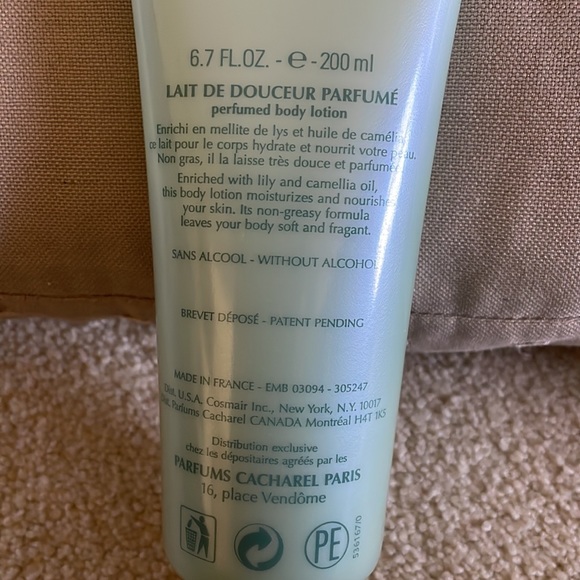 6.7 FL.OZ. - e - 200 ml
LAIT DE DOUCEUR PARFUMÉ
perfumed body lotion
Enrichi en mellite de lys et huile de camélia
ce lait pour le corps hydrate et nourrit votre peau.
Non gras, il la laisse très douce et parfumée
Enriched with lily and camellia oil,
this body lotion moisturizes and nourishes
your skin. Its non-greasy formula
leaves your body soft and fragant.
SANS ALCOOL - WITHOUT ALCOHOL
BREVET DÉPOSÉ - PATENT PENDING
MADE IN FRANCE - EMB 03094 - 305247
Dist. U.S.A. Cosmair Inc., New York, N.Y. 10017
Dist. Parfums Cacharel CANADA Montréal H4T 1K5
Distribution exclusive
chez les dépositaires agréés par les
PARFUMS CACHAREL PARIS
16, place Vendôme
PE
536167/0